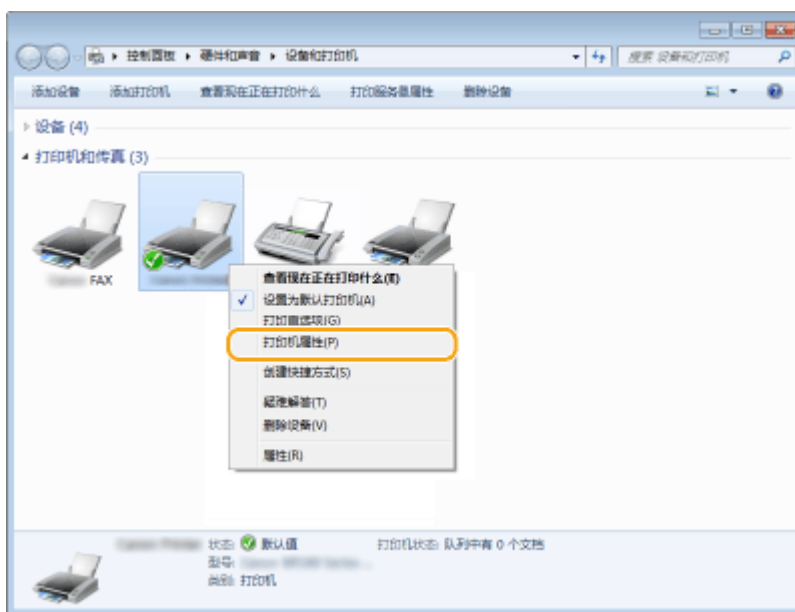 控制面板 ▸ 硬件和声音 ▸ 设备和打印机
搜索 设备和打印机
添加设备 添加打印机 查看现在正在打印什么 打印服务器属性 删除设备
设备 (4)
打印机和传真 (3)
FAX
查看现在正在打印什么(E)
设置为默认打印机(A)
打印首选项(G)
打印机属性(P)
创建快捷方式(S)
疑难解答(T)
删除设备(V)
属性(R)
状态: 默认值 打印机状态: 队列中有 0 个文档
型号:
类别: 打印机